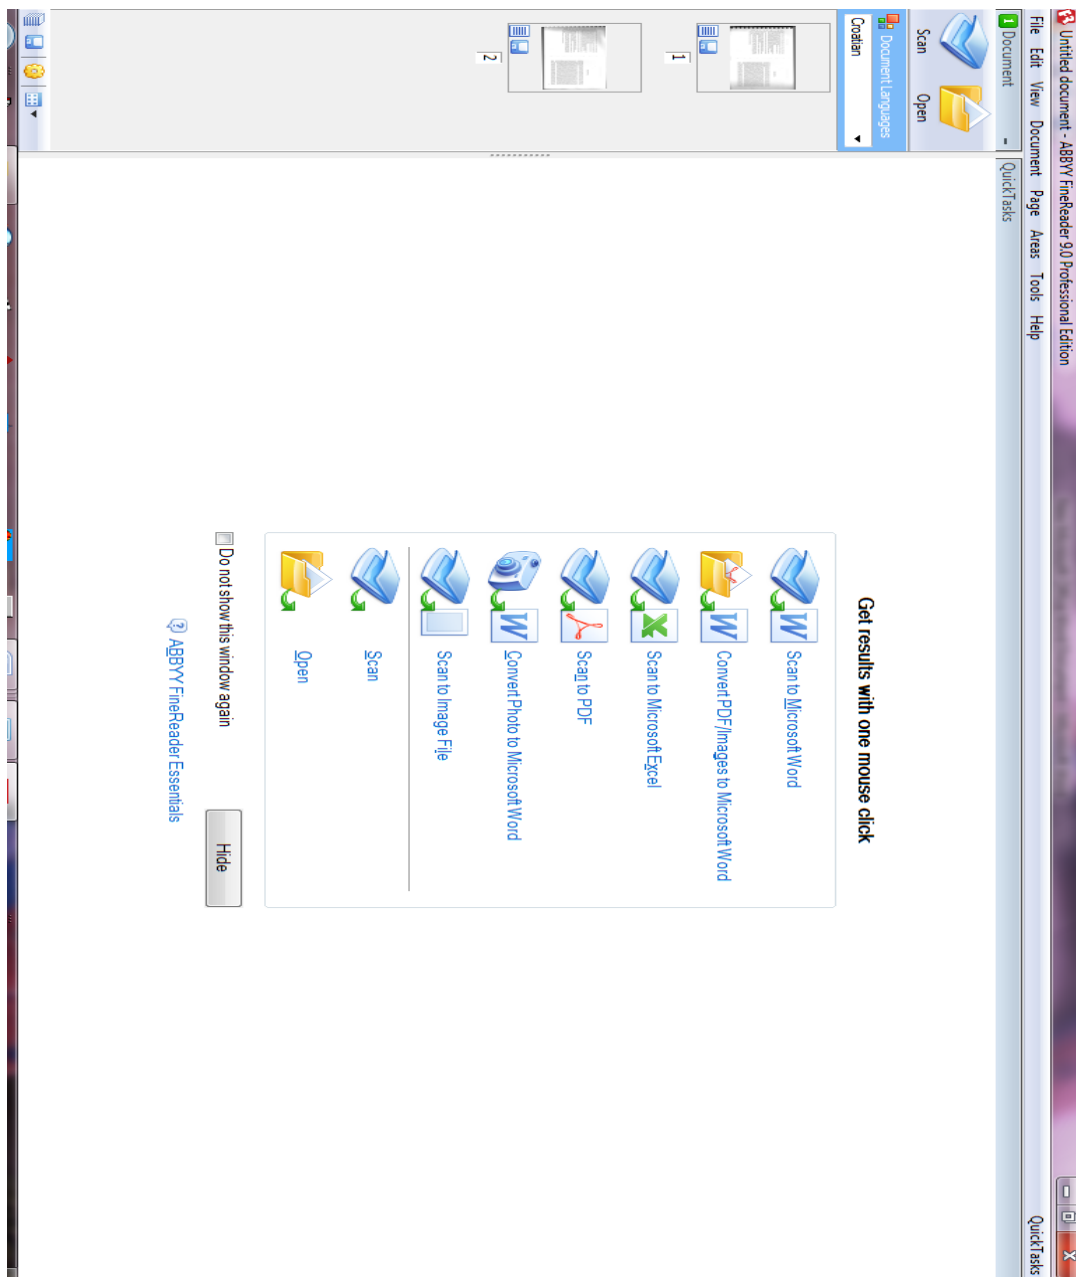 Untitled document - ABBYY FineReader 9.0 Professional Edition
File Edit View Document Page Areas Tools Help
QuickTasks
1 Document
QuickTasks
Scan
Open
Document Languages
Croatian
1
2
Get results with one mouse click
Scan to Microsoft Word
Convert PDF/Images to Microsoft Word
Scan to Microsoft Excel
Scan to PDF
Convert Photo to Microsoft Word
Scan to Image File
Scan
Open
Do not show this window again
Hide
ABBYY FineReader Essentials